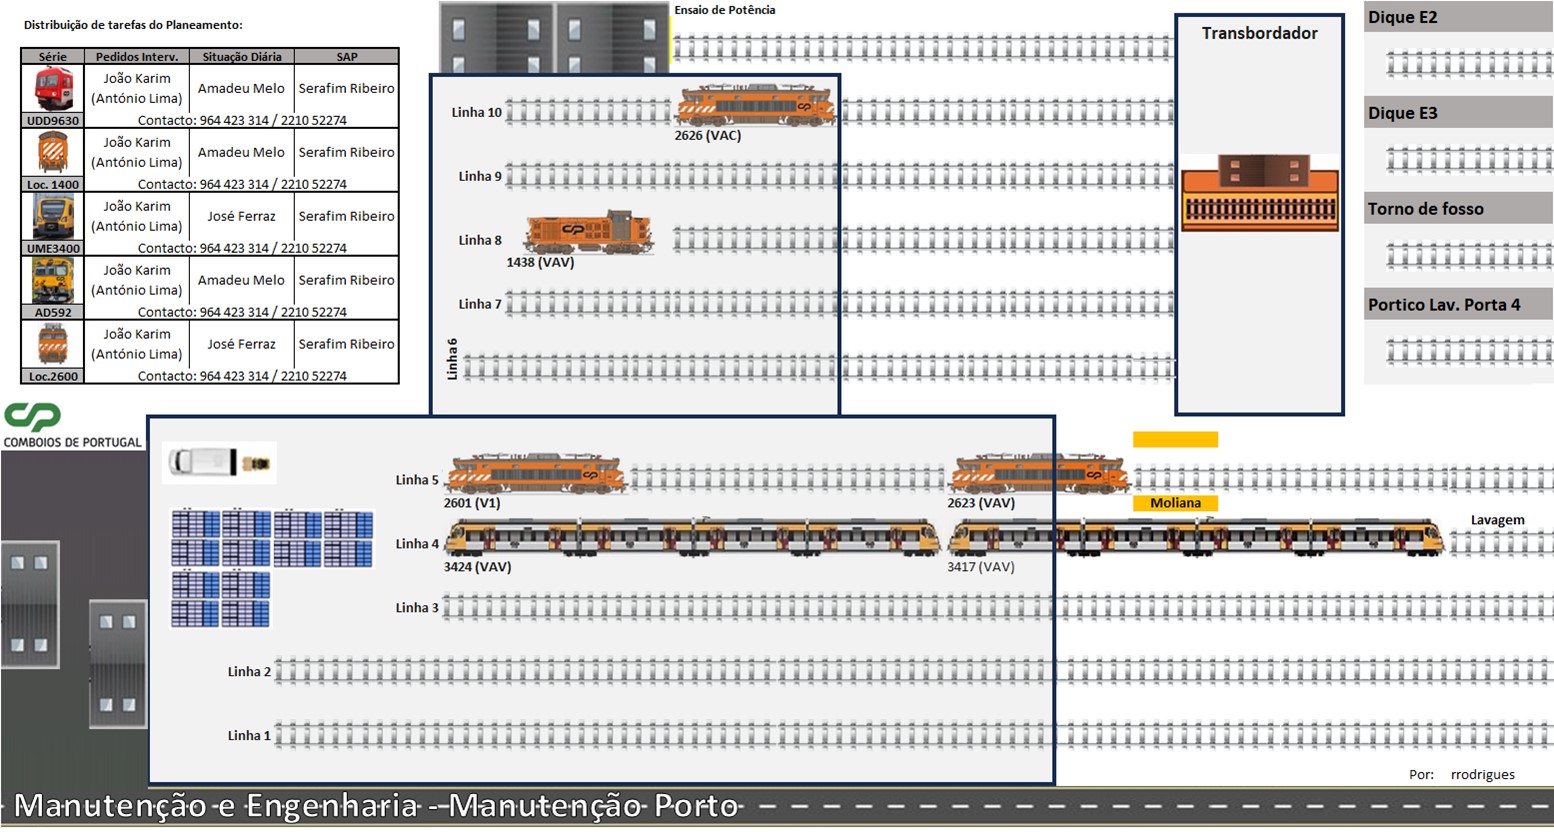 Distribuição de tarefas do Planeamento:
Série Pedidos Interv. Situação Diária SAP
João Karim
(António Lima) Amadeu Melo Serafim Ribeiro
UDD9630 Contacto: 964 423 314 / 2210 52274
João Karim
(António Lima) Amadeu Melo Serafim Ribeiro
Loc. 1400 Contacto: 964 423 314 / 2210 52274
João Karim
(António Lima) José Ferraz Serafim Ribeiro
UME3400 Contacto: 964 423 314 / 2210 52274
João Karim
(António Lima) Amadeu Melo Serafim Ribeiro
AD592 Contacto: 964 423 314 / 2210 52274
João Karim
(António Lima) José Ferraz Serafim Ribeiro
Loc.2600 Contacto: 964 423 314 / 2210 52274
CP
COMBOIOS DE PORTUGAL
Ensaio de Potência
Linha 10
2626 (VAC)
Linha 9
Linha 8
1438 (VAV)
Linha 7
Linha 6
Transbordador
Dique E2
Dique E3
Torno de fosso
Portico Lav. Porta 4
Linha 5
2601 (V1)
2623 (VAV)
Moliana
Linha 4
3424 (VAV)
3417 (VAV)
Lavagem
Linha 3
Linha 2
Linha 1
Por: rrodrigues
Manutenção e Engenharia - Manutenção Porto